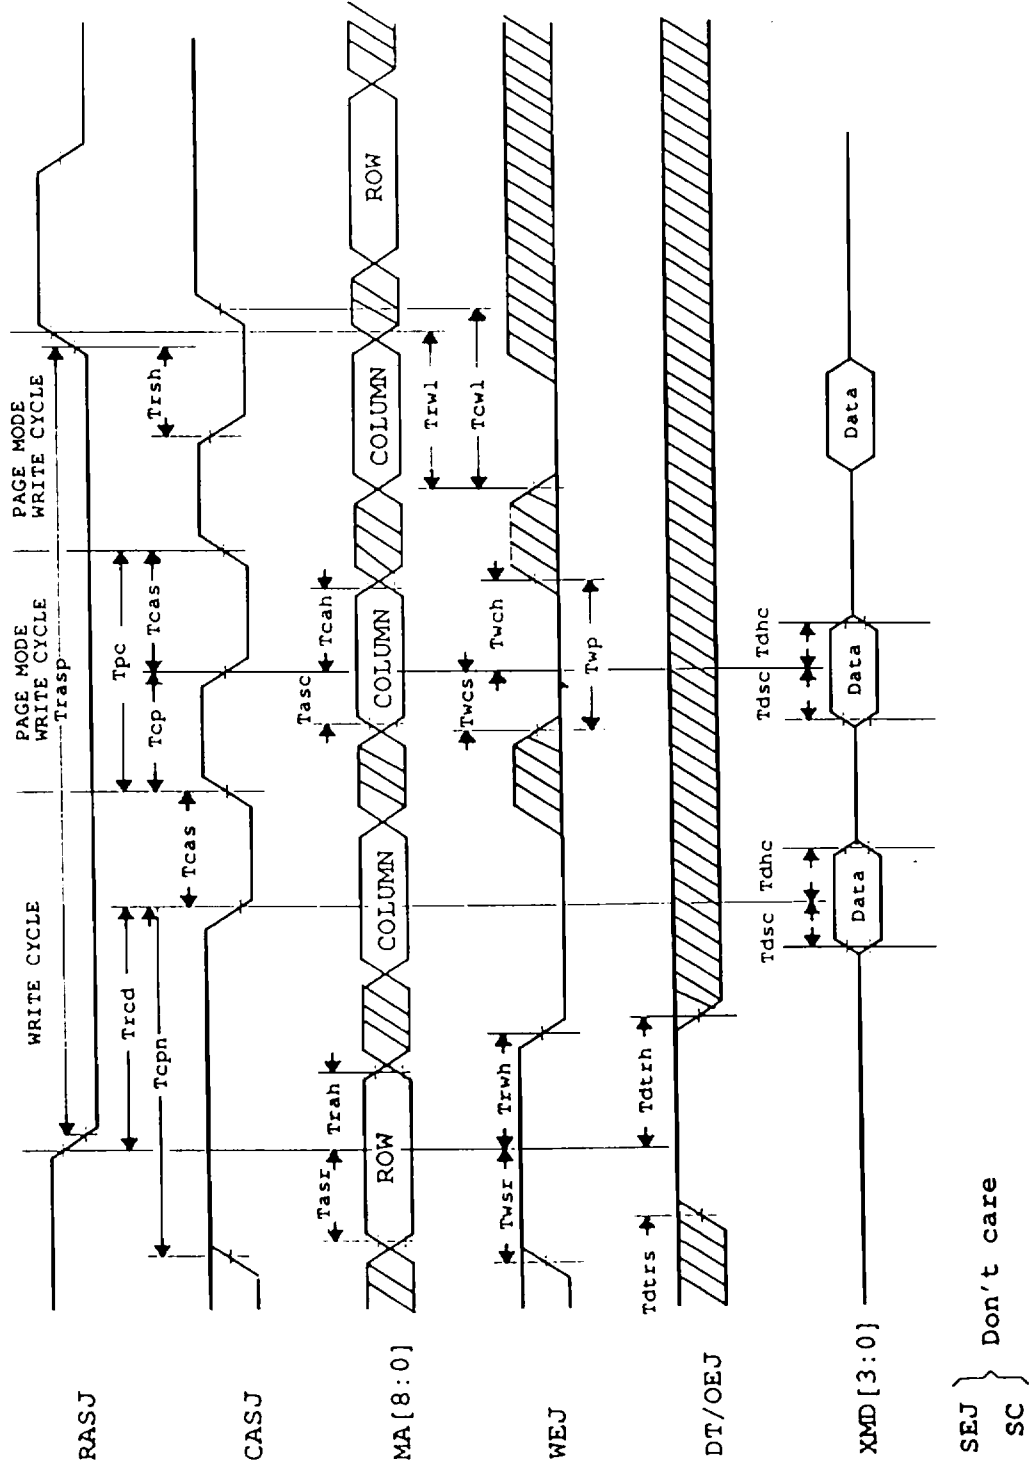 WRITE CYCLE
PAGE MODE
WRITE CYCLE
PAGE MODE
WRITE CYCLE
RASJ
Trasp
Trcd
Tpc
Tcpn
Tcas
Tcp
Tcas
Trsh
CASJ
Tasr
Trah
Tasc
Tcah
MA[8:0]
ROW
COLUMN
COLUMN
COLUMN
ROW
Trwl
Twsr
Trwh
Twcs
Twch
Tcwl
WEJ
Twp
Tdtrs
Tdtrh
DT/OEJ
Tdsc
Tdhc
Tdsc
Tdhc
XMD[3:0]
Data
Data
Data
SEJ
SC
Don't care